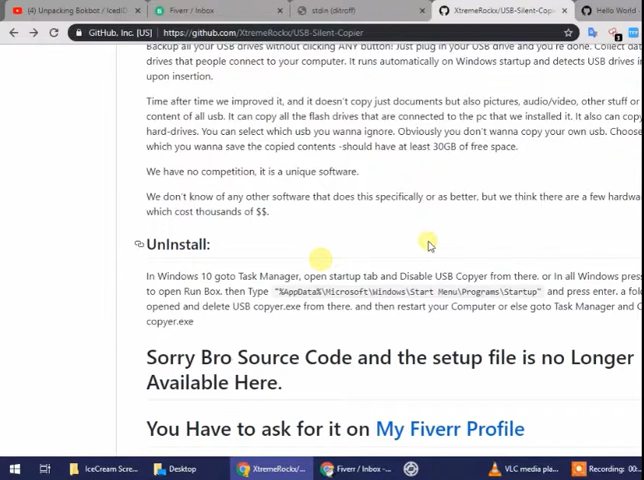 (4) Unpacking Bokbot / IcedID
Fiverr / Inbox
stdin (ditroff)
XtremeRockx/USB-Silent-Copier
Hello World
GitHub, Inc. [US] https://github.com/XtremeRockx/USB-Silent-Copier
Backup all your USB drives without clicking ANY button! Just plug in your USB drive and you're done. Collect
drives that people connect to your computer. It runs automatically on Windows startup and detects USB drives
upon insertion.
Time after time we improved it, and it doesn't copy just documents but also pictures, audio/video, other stuff or
content of all usb. It can copy all the flash drives that are connected to the pc that we installed it. It also can copy
hard-drives. You can select which usb you wanna ignore. Obviously you don't wanna copy your own usb. Choose
which you wanna save the copied contents -should have at least 30GB of free space.
We have no competition, it is a unique software.
We don't know of any other software that does this specifically or as better, but we think there are a few
which cost thousands of $$.
UnInstall:
In Windows 10 goto Task Manager, open startup tab and Disable USB Copyer from there. or In all Windows
to open Run Box. then Type "%AppData%\Microsoft\Windows\Start Menu\Programs\Startup" and press enter. a
opened and delete USB copyer.exe from there. and then restart your Computer or else goto Task Manager and
copyer.exe
Sorry Bro Source Code and the setup file is no Longer
Available Here.
You Have to ask for it on My Fiverr Profile
IceCream Scre...
Desktop
XtremeRockx/...
Fiverr / Inbox -...
VLC media pla...
Recording: 00: